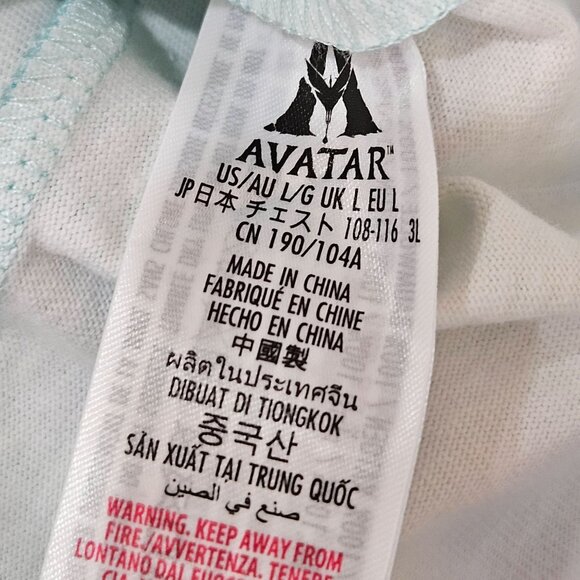 AVATAR™
US/AU L/G UK L EU L
JP日本 チェスト 108-116 3L
CN 190/104A
MADE IN CHINA
FABRIQUÉ EN CHINE
HECHO EN CHINA
中國製
ผลิตในประเทศจีน
DIBUAT DI TIONGKOK
중국산
SẢN XUẤT TẠI TRUNG QUỐC
صنع في الصين
WARNING. KEEP AWAY FROM
FIRE./AVVERTENZA. TENERE
LONTANO DAL FUOCO